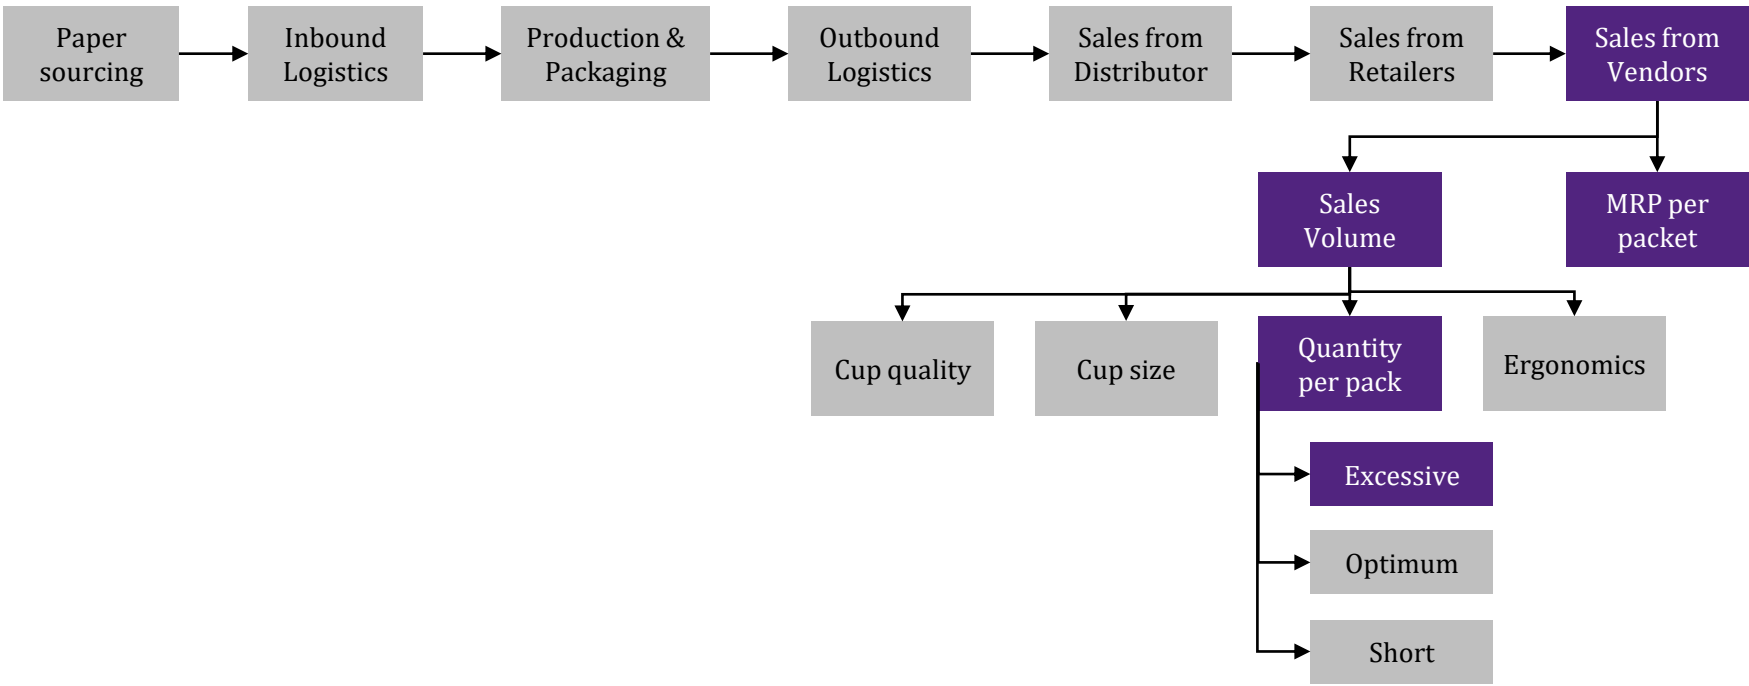 Paper
sourcing
Inbound
Logistics
Production &
Packaging
Outbound
Logistics
Sales from
Distributor
Sales from
Retailers
Sales from
Vendors
Sales
Volume
MRP per
packet
Cup quality
Cup size
Quantity
per pack
Ergonomics
Excessive
Optimum
Short